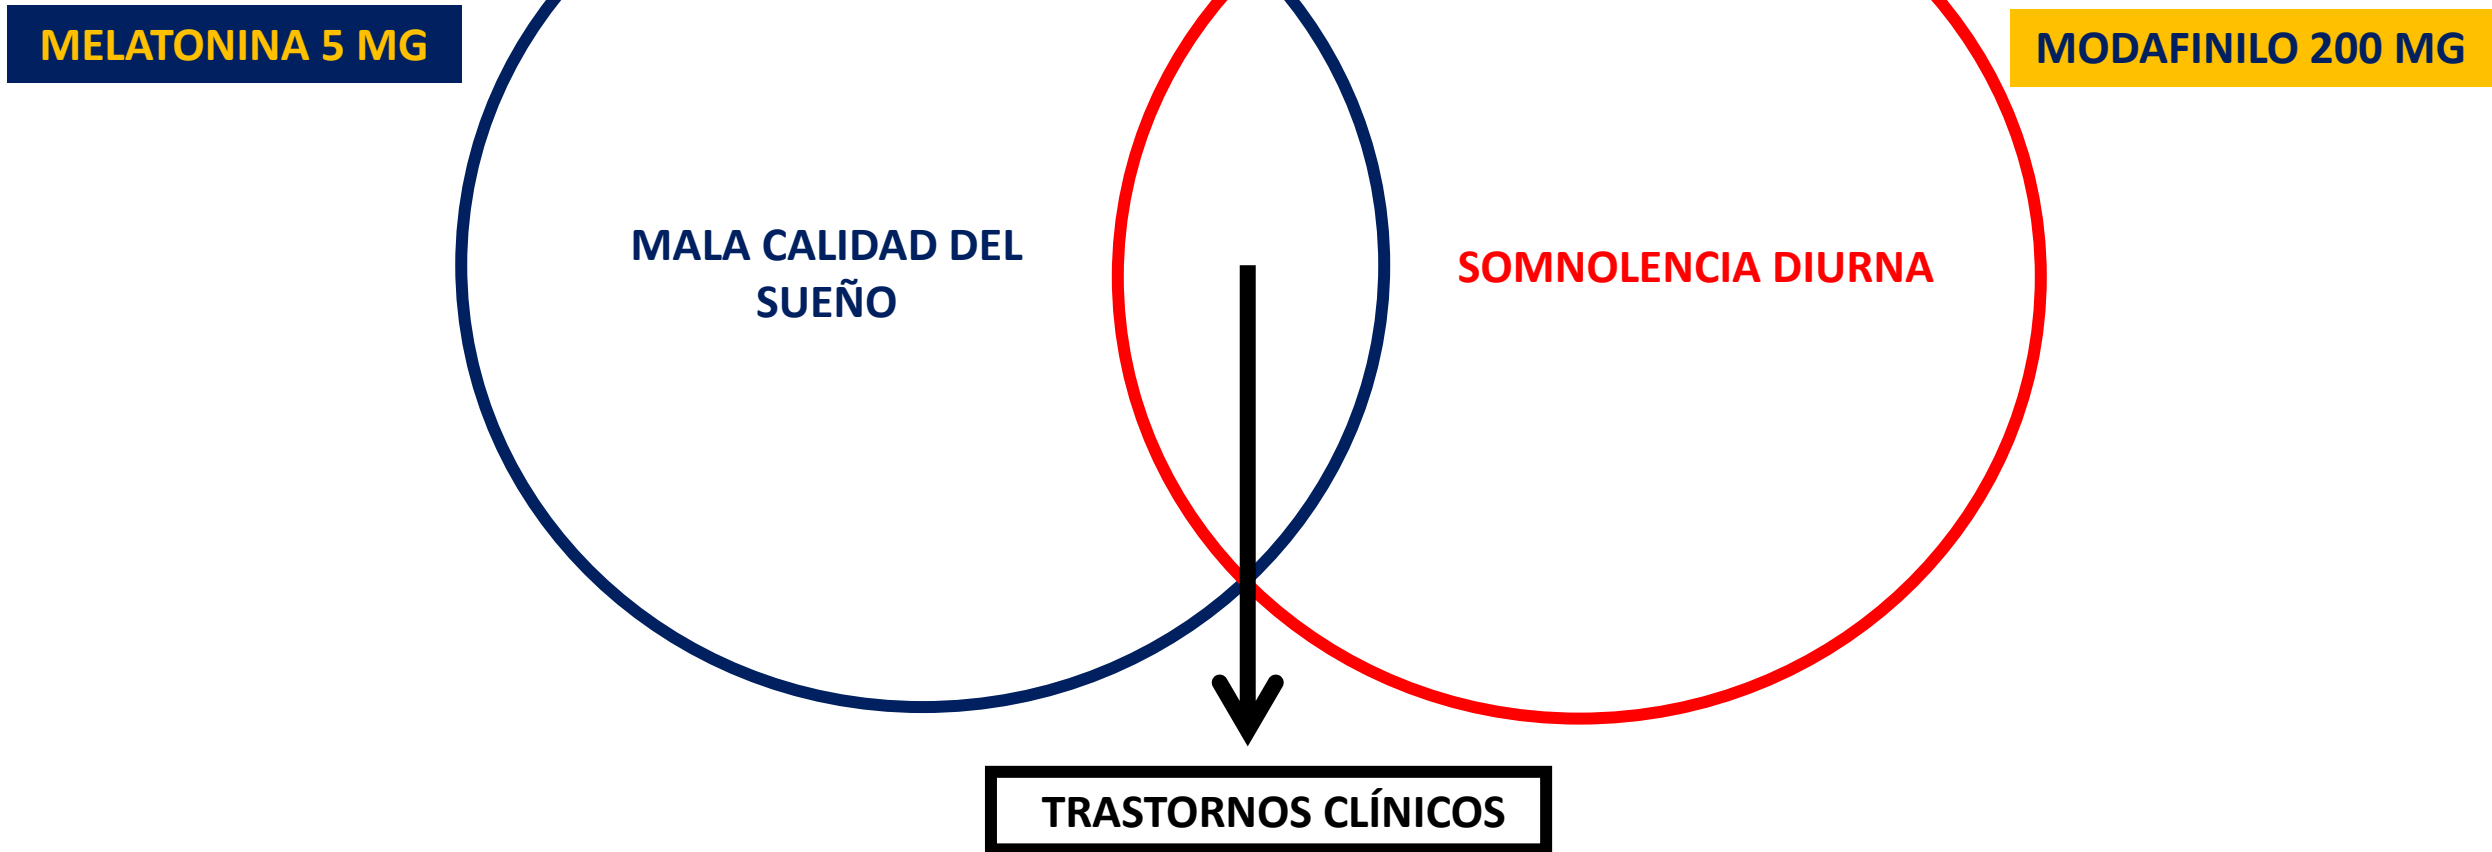 MELATONINA 5 MG
MODAFINILO 200 MG
MALA CALIDAD DEL
SUEÑO
SOMNOLENCIA DIURNA
TRASTORNOS CLÍNICOS